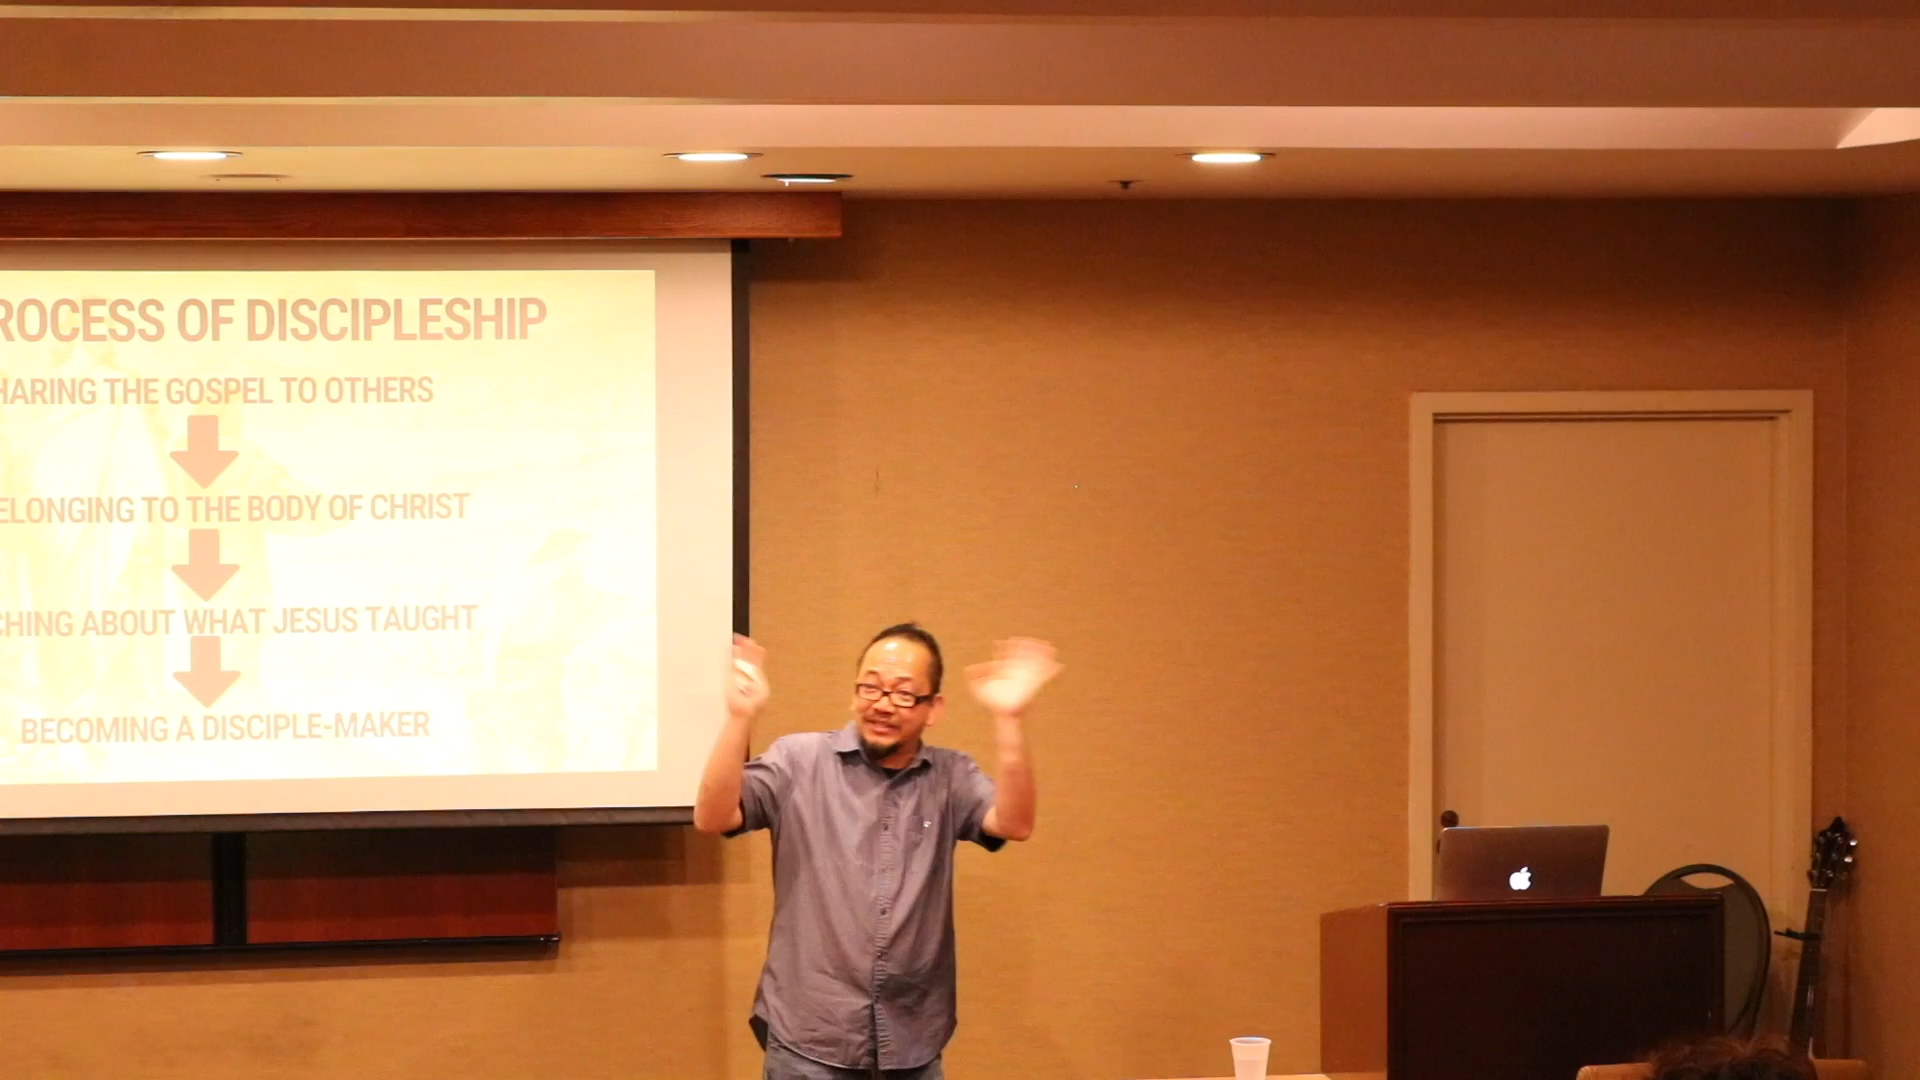 ROCESS OF DISCIPLESHIP
HARING THE GOSPEL TO OTHERS
ELONGING TO THE BODY OF CHRIST
CHING ABOUT WHAT JESUS TAUGHT
BECOMING A DISCIPLE-MAKER